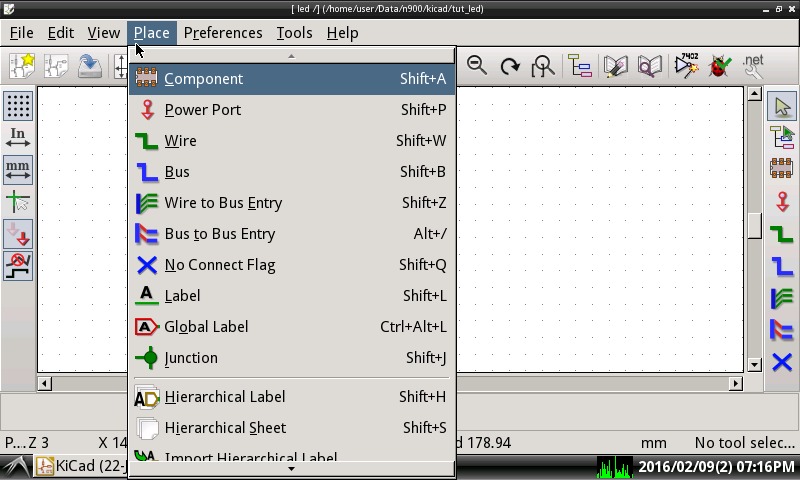 [ led /] (/home/user/Data/n900/kicad/tut_led)
File Edit View Place Preferences Tools Help
7402
.net
Component Shift+A
Power Port Shift+P
In
Wire Shift+W
mm
Bus Shift+B
Wire to Bus Entry Shift+Z
Bus to Bus Entry Alt+/
No Connect Flag Shift+Q
A Label Shift+L
A Global Label Ctrl+Alt+L
Junction Shift+J
AD Hierarchical Label Shift+H
Hierarchical Sheet Shift+S
P...Z 3 X 14 d 178.94 mm No tool selec...
Import Hierarchical Label
KiCad (22-J 2016/02/09(2) 07:16PM